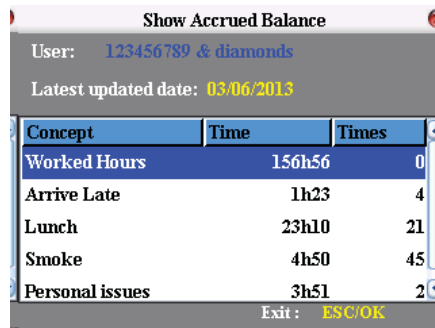 Show Accrued Balance
User: 123456789 & diamonds
Latest updated date: 03/06/2013
Concept Time Times
Worked Hours 156h56 0
Arrive Late 1h23 4
Lunch 23h10 21
Smoke 4h50 45
Personal issues 3h51 2
Exit : ESC/OK